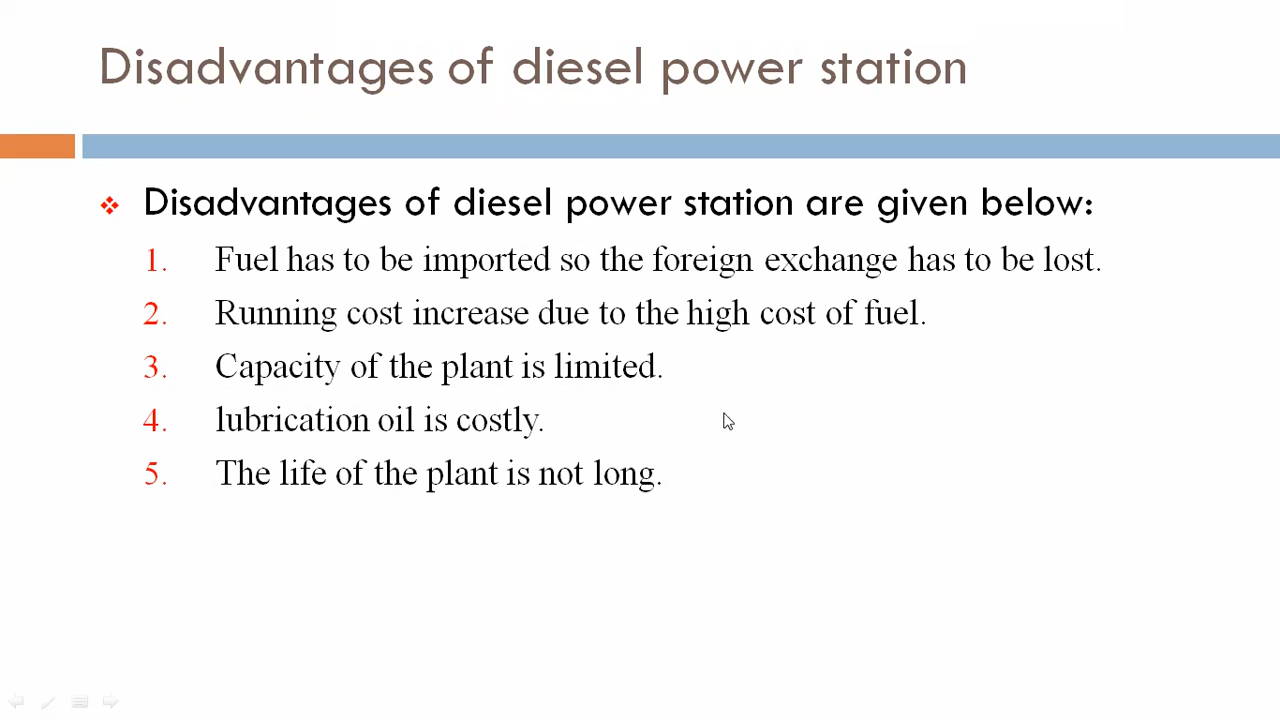 Disadvantages of diesel power station
Disadvantages of diesel power station are given below:
1. Fuel has to be imported so the foreign exchange has to be lost.
2. Running cost increase due to the high cost of fuel.
3. Capacity of the plant is limited.
4. lubrication oil is costly.
5. The life of the plant is not long.